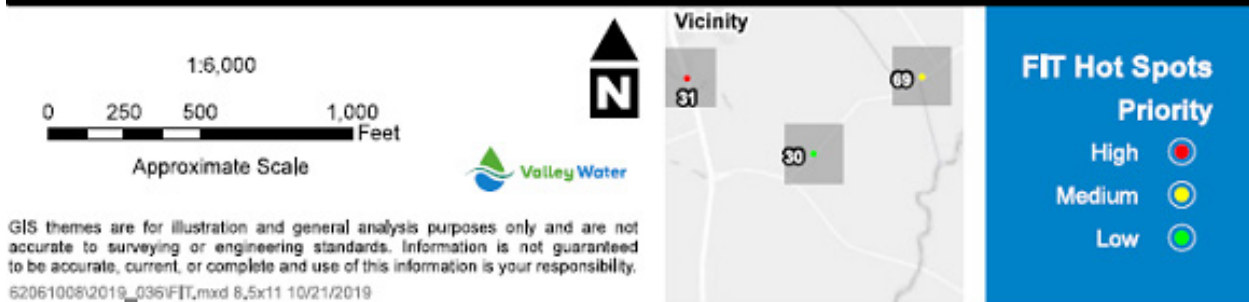 1:6,000
0 250 500 1,000
Feet
Approximate Scale
N
Valley Water
GIS themes are for illustration and general analysis purposes only and are not
accurate to surveying or engineering standards. Information is not guaranteed
to be accurate, current, or complete and use of this information is your responsibility.
62061008\2019_036\FIT.mxd 8.5x11 10/21/2019
Vicinity
31
69
30
FIT Hot Spots
Priority
High
Medium
Low